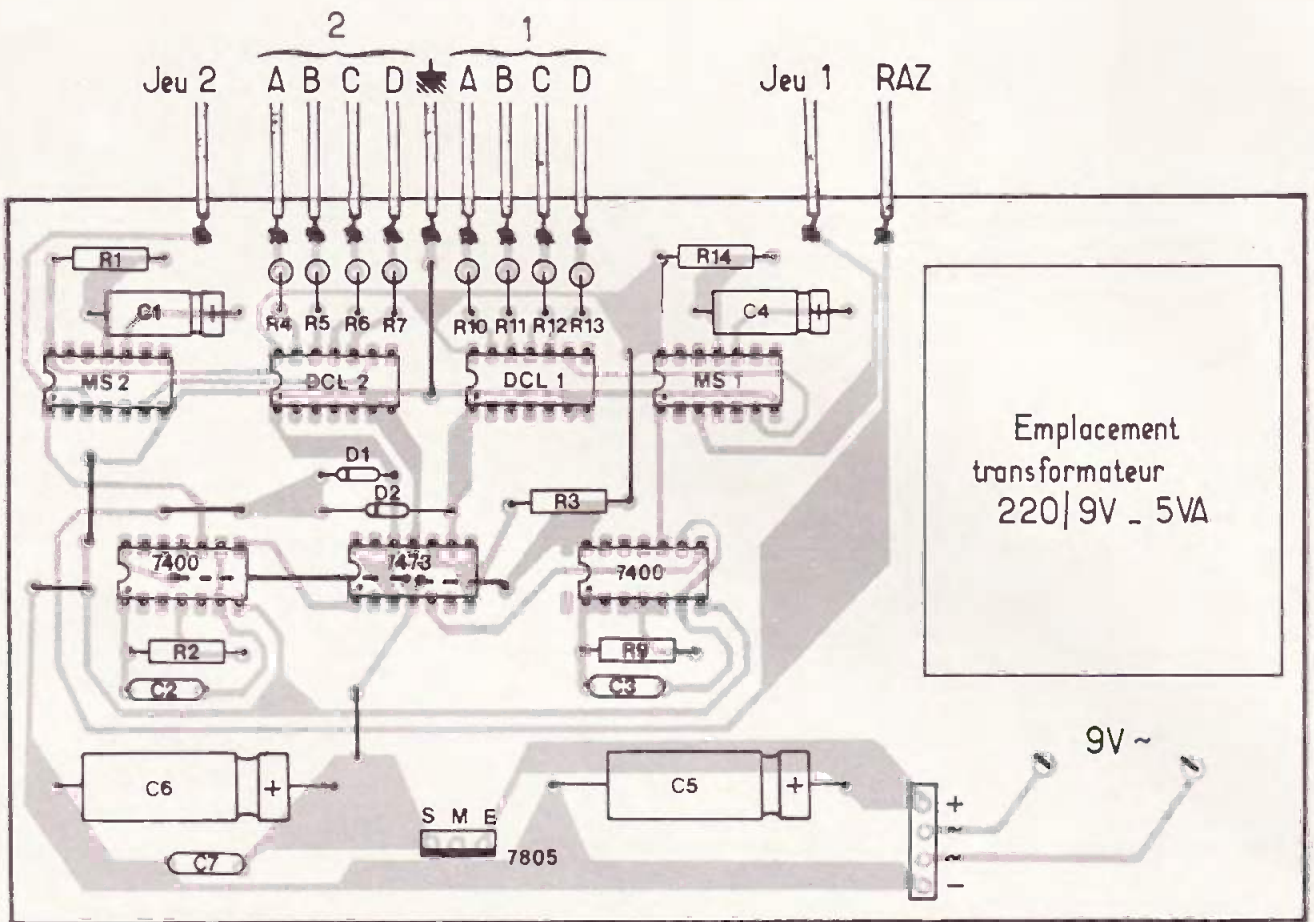 2 1
Jeu 2 A B C D A B C D Jeu 1 RAZ
R1 R14
C1 C4
R4 R5 R6 R7 R10 R11 R12 R13
MS 2 DCL 2 DCL 1 MS 1
Emplacement
transformateur
220/9V _ 5VA
D1
D2 R3
7400 7473 7400
R2 R9
C2 C3
9V ~
C6 + C5 +
S M E
+
~
~
-
C7 7805